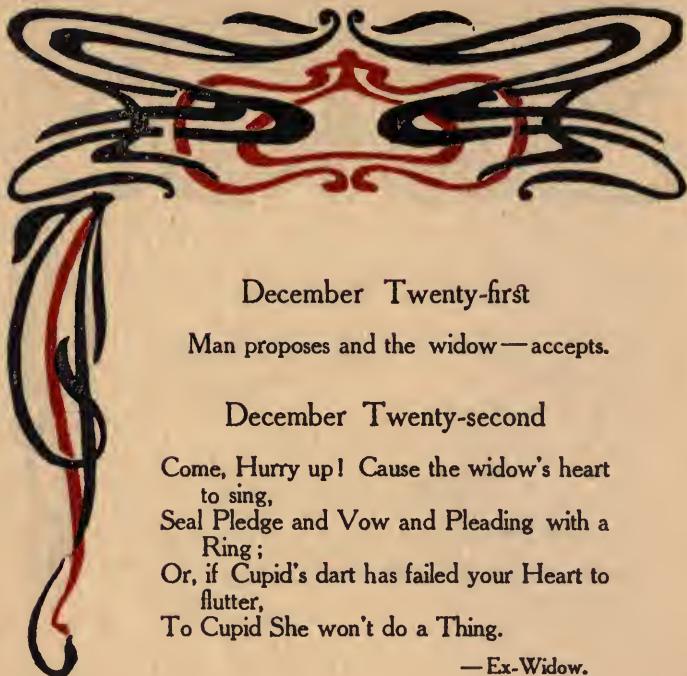 December Twenty-first
Man proposes and the widow—accepts.
December Twenty-second
Come, Hurry up! Cause the widow's heart
to sing,
Seal Pledge and Vow and Pleading with a
Ring;
Or, if Cupid's dart has failed your Heart to
flutter,
To Cupid She won't do a Thing.
—Ex-Widow.